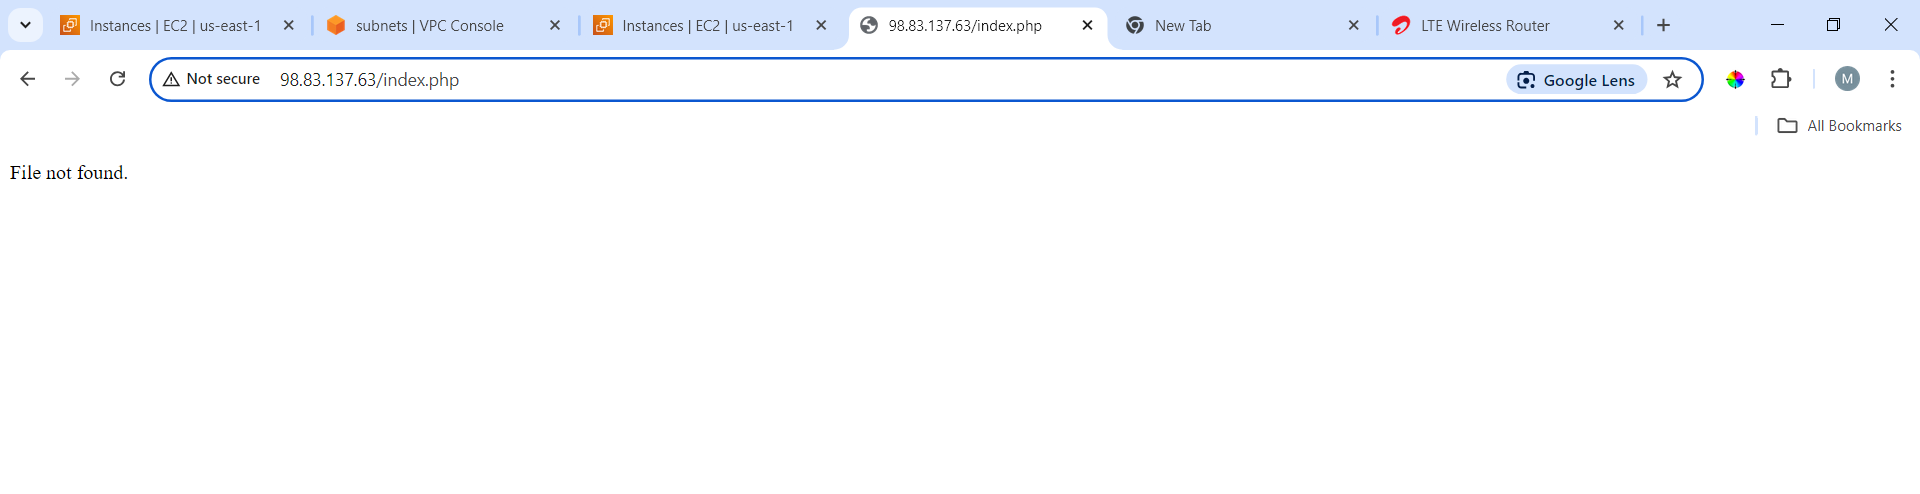 Instances | EC2 | us-east-1 subnets | VPC Console Instances | EC2 | us-east-1 98.83.137.63/index.php New Tab LTE Wireless Router
Not secure 98.83.137.63/index.php Google Lens M
All Bookmarks
File not found.